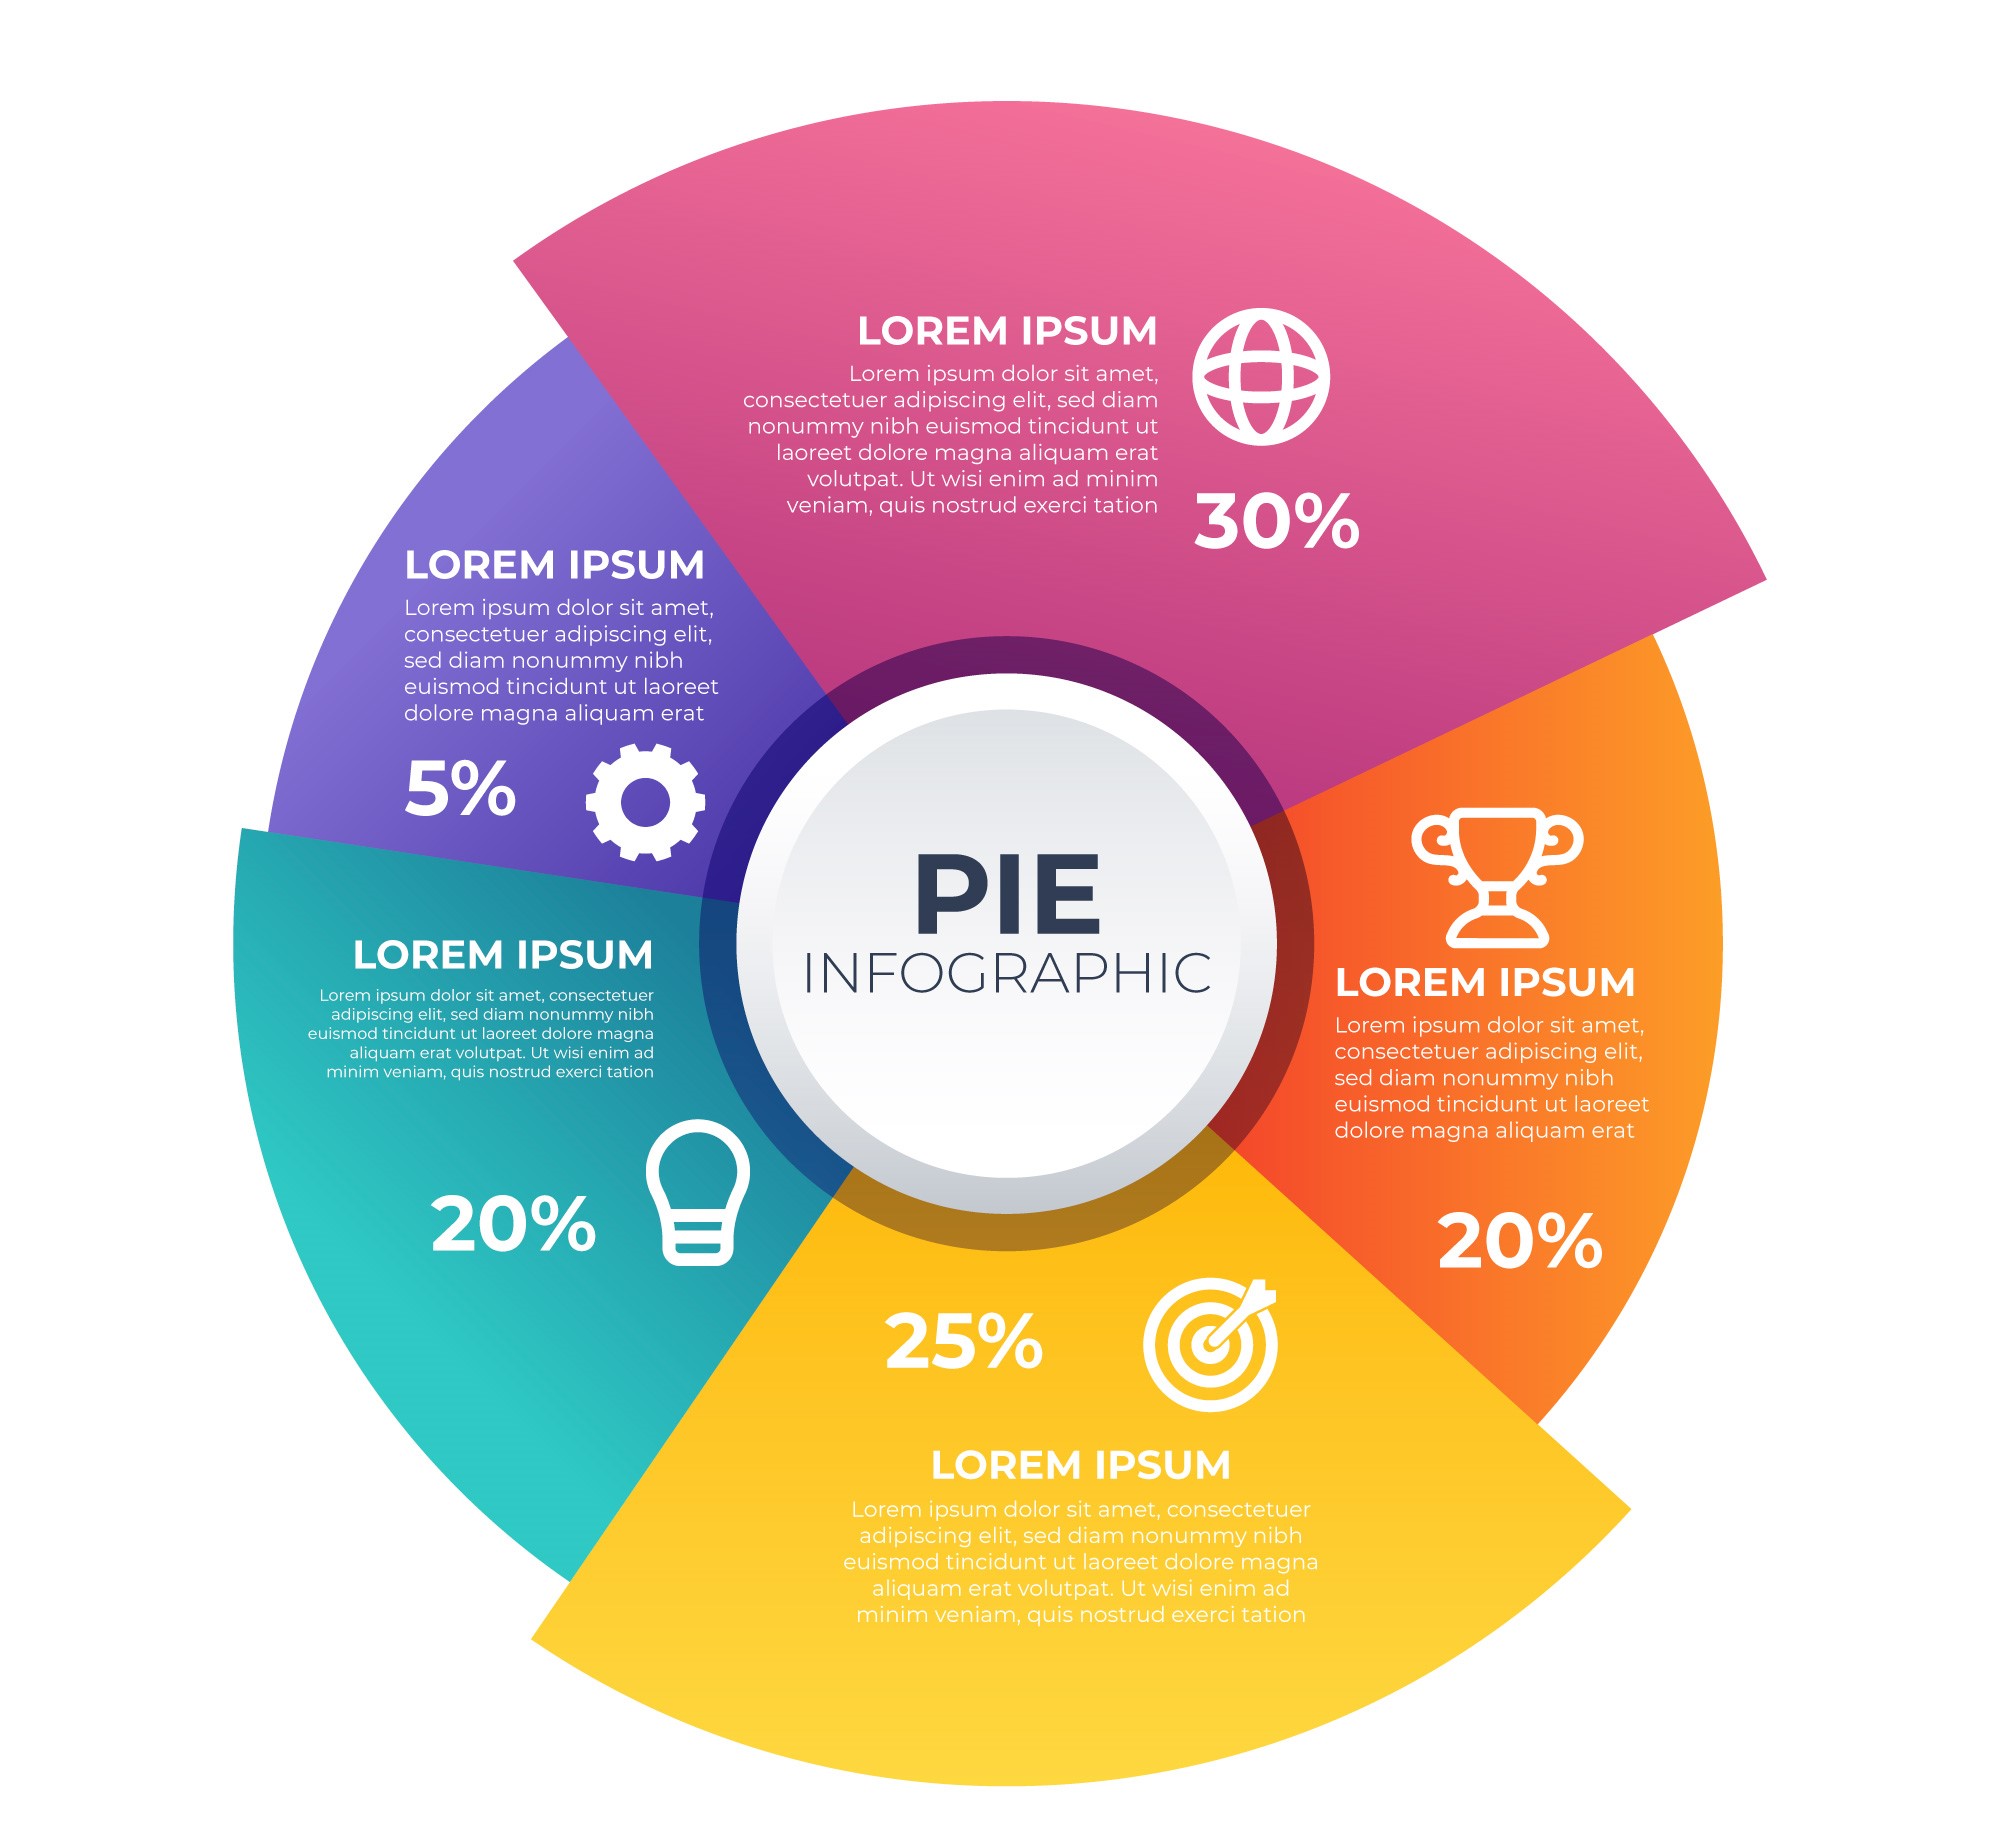 LOREM IPSUM
Lorem ipsum dolor sit amet,
consectetuer adipiscing elit, sed diam
nonummy nibh euismod tincidunt ut
laoreet dolore magna aliquam erat
volutpat. Ut wisi enim ad minim
veniam, quis nostrud exerci tation
30%
LOREM IPSUM
Lorem ipsum dolor sit amet,
consectetuer adipiscing elit,
sed diam nonummy nibh
euismod tincidunt ut laoreet
dolore magna aliquam erat
5%
PIE
INFOGRAPHIC
LOREM IPSUM
Lorem ipsum dolor sit amet,
consectetuer adipiscing elit,
sed diam nonummy nibh
euismod tincidunt ut laoreet
dolore magna aliquam erat
20%
LOREM IPSUM
Lorem ipsum dolor sit amet, consectetuer
adipiscing elit, sed diam nonummy nibh
euismod tincidunt ut laoreet dolore magna
aliquam erat volutpat. Ut wisi enim ad
minim veniam, quis nostrud exerci tation
20%
25%
LOREM IPSUM
Lorem ipsum dolor sit amet, consectetuer
adipiscing elit, sed diam nonummy nibh
euismod tincidunt ut laoreet dolore magna
aliquam erat volutpat. Ut wisi enim ad
minim veniam, quis nostrud exerci tation